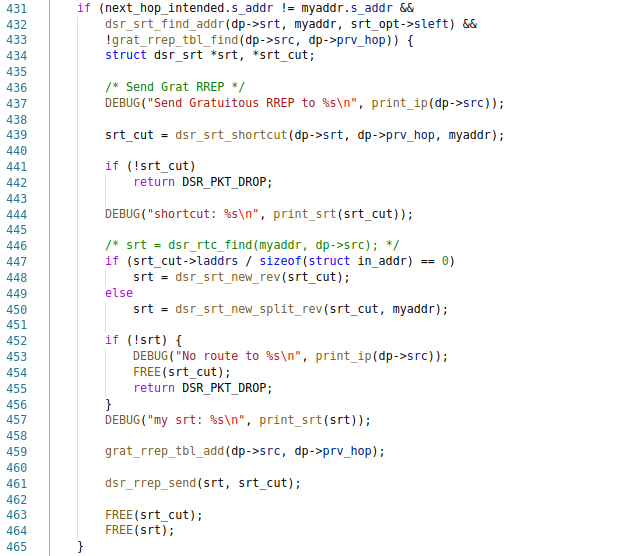 431 if (next_hop_intended.s_addr != myaddr.s_addr &&
432 dsr_srt_find_addr(dp->srt, myaddr, srt_opt->sleft) &&
433 !grat_rrep_tbl_find(dp->src, dp->prv_hop)) {
434 struct dsr_srt *srt, *srt_cut;
435
436 /* Send Grat RREP */
437 DEBUG("Send Gratuitous RREP to %s\n", print_ip(dp->src));
438
439 srt_cut = dsr_srt_shortcut(dp->srt, dp->prv_hop, myaddr);
440
441 if (!srt_cut)
442 return DSR_PKT_DROP;
443
444 DEBUG("shortcut: %s\n", print_srt(srt_cut));
445
446 /* srt = dsr_rtc_find(myaddr, dp->src); */
447 if (srt_cut->laddrs / sizeof(struct in_addr) == 0)
448 srt = dsr_srt_new_rev(srt_cut);
449 else
450 srt = dsr_srt_new_split_rev(srt_cut, myaddr);
451
452 if (!srt) {
453 DEBUG("No route to %s\n", print_ip(dp->src));
454 FREE(srt_cut);
455 return DSR_PKT_DROP;
456 }
457 DEBUG("my srt: %s\n", print_srt(srt));
458
459 grat_rrep_tbl_add(dp->src, dp->prv_hop);
460
461 dsr_rrep_send(srt, srt_cut);
462
463 FREE(srt_cut);
464 FREE(srt);
465 }